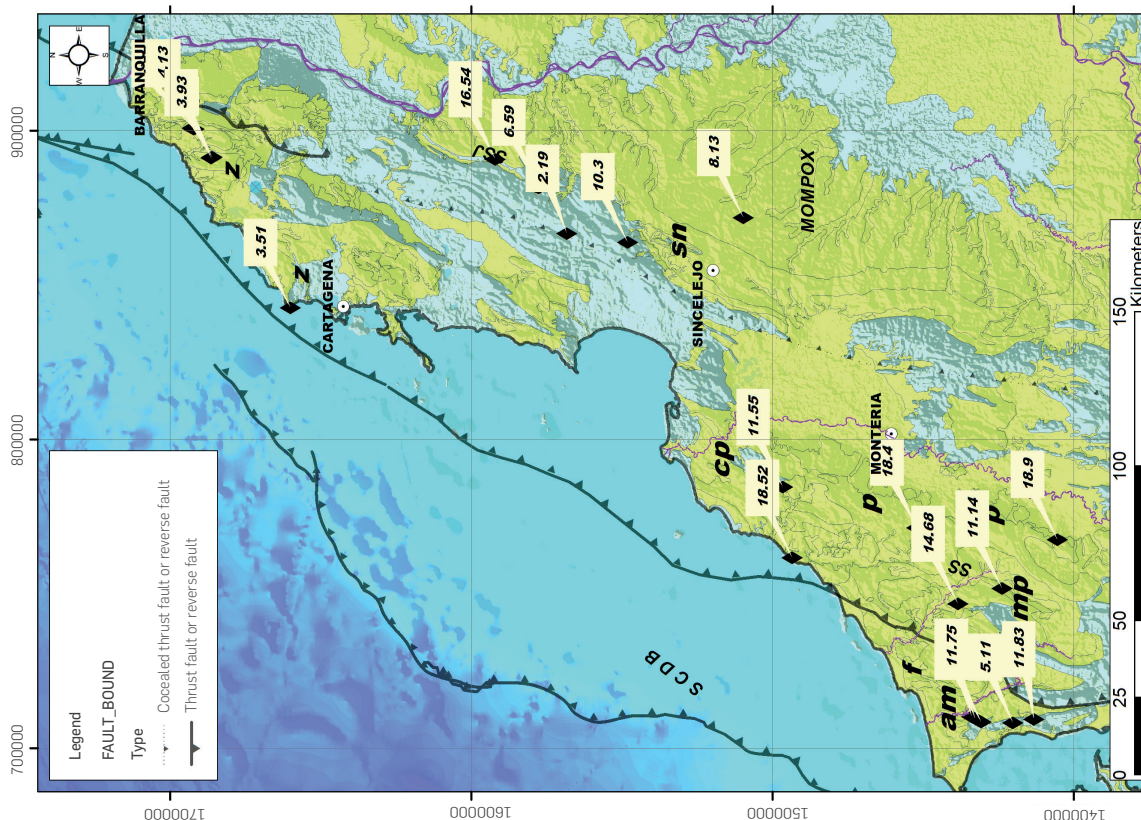 BARRANQUILLA
N
E
S
W
3.93
900000
16.54
6.59
SSJ
2.19
10.3
8.13
MOMPOX
z
3.51
z
CARTAGENA
sn
SINCELEJO
800000
cp
11.55
18.52
MONTERIA
18.4
p
14.68
11.14
p
18.9
SS
mp
11.75
5.11
11.83
f
am
SCDB
700000
Legend
FAULT_BOUND
Type
Cocealed thrust fault or reverse fault
Thrust fault or reverse fault
1700000
1600000
1500000
1400000
0
25
50
100
150
Kilometers